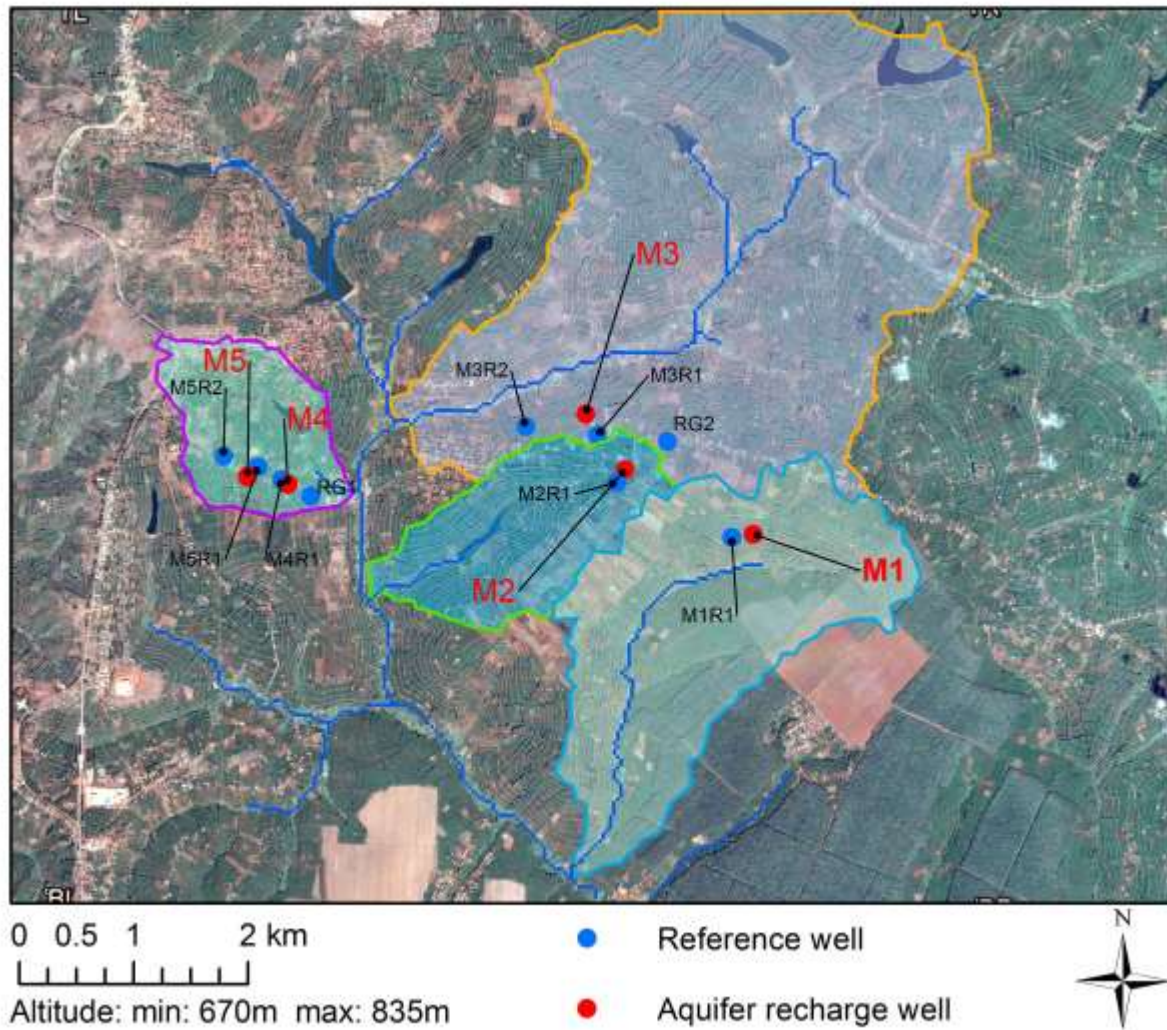 M3
M3R2
M3R1
M5
M5R2
M4
RG2
RG1
M2R1
M5R1
M4R1
M2
M1
M1R1
0 0.5 1 2 km
Altitude: min: 670m max: 835m
Reference well
Aquifer recharge well
N